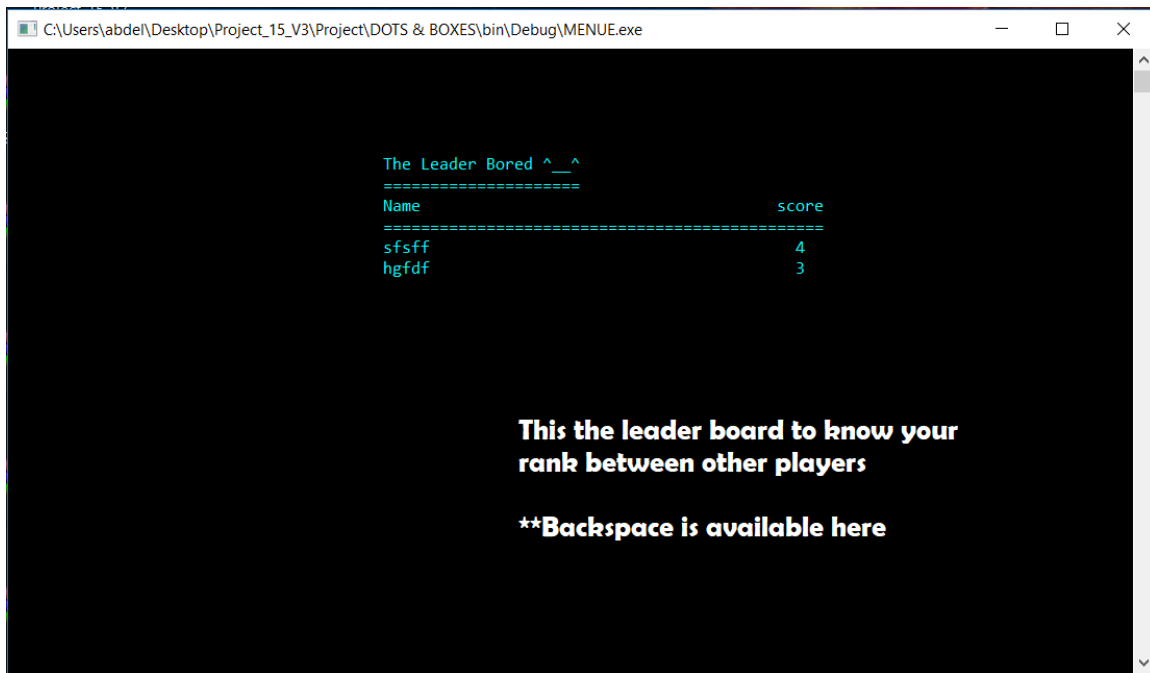 C:\Users\abdel\Desktop\Project_15_V3\Project\DOTS & BOXES\bin\Debug\MENUE.exe
The Leader Bored ^__^
=====================
Name score
===============================================
sfsff 4
hgfdf 3
This the leader board to know your
rank between other players
**Backspace is available here